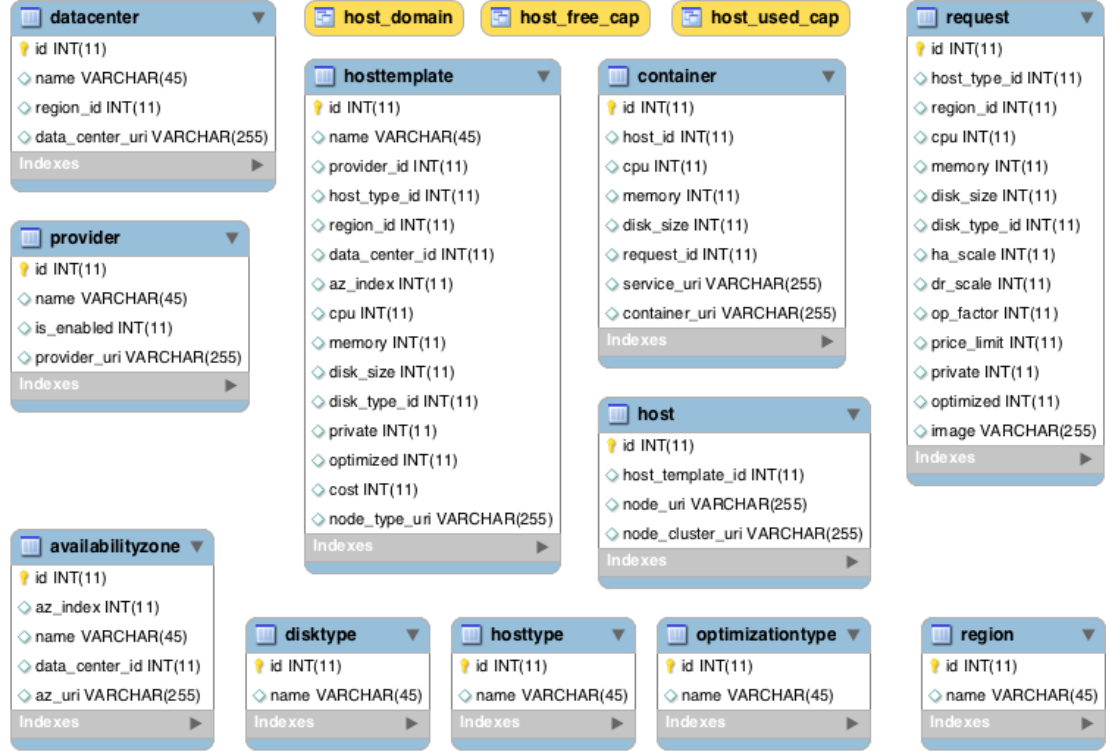 datacenter
id INT(11)
name VARCHAR(45)
region_id INT(11)
data_center_uri VARCHAR(255)
Indexes
provider
id INT(11)
name VARCHAR(45)
is_enabled INT(11)
provider_uri VARCHAR(255)
Indexes
availabilityzone
id INT(11)
az_index INT(11)
name VARCHAR(45)
data_center_id INT(11)
az_uri VARCHAR(255)
Indexes
host_domain
host_free_cap
host_used_cap
hosttemplate
id INT(11)
name VARCHAR(45)
provider_id INT(11)
host_type_id INT(11)
region_id INT(11)
data_center_id INT(11)
az_index INT(11)
cpu INT(11)
memory INT(11)
disk_size INT(11)
disk_type_id INT(11)
private INT(11)
optimized INT(11)
cost INT(11)
node_type_uri VARCHAR(255)
Indexes
container
id INT(11)
host_id INT(11)
cpu INT(11)
memory INT(11)
disk_size INT(11)
request_id INT(11)
service_uri VARCHAR(255)
container_uri VARCHAR(255)
Indexes
host
id INT(11)
host_template_id INT(11)
node_uri VARCHAR(255)
node_cluster_uri VARCHAR(255)
Indexes
request
id INT(11)
host_type_id INT(11)
region_id INT(11)
cpu INT(11)
memory INT(11)
disk_size INT(11)
disk_type_id INT(11)
ha_scale INT(11)
dr_scale INT(11)
op_factor INT(11)
price_limit INT(11)
private INT(11)
optimized INT(11)
image VARCHAR(255)
Indexes
disktype
id INT(11)
name VARCHAR(45)
Indexes
hosttype
id INT(11)
name VARCHAR(45)
Indexes
optimizationtype
id INT(11)
name VARCHAR(45)
Indexes
region
id INT(11)
name VARCHAR(45)
Indexes